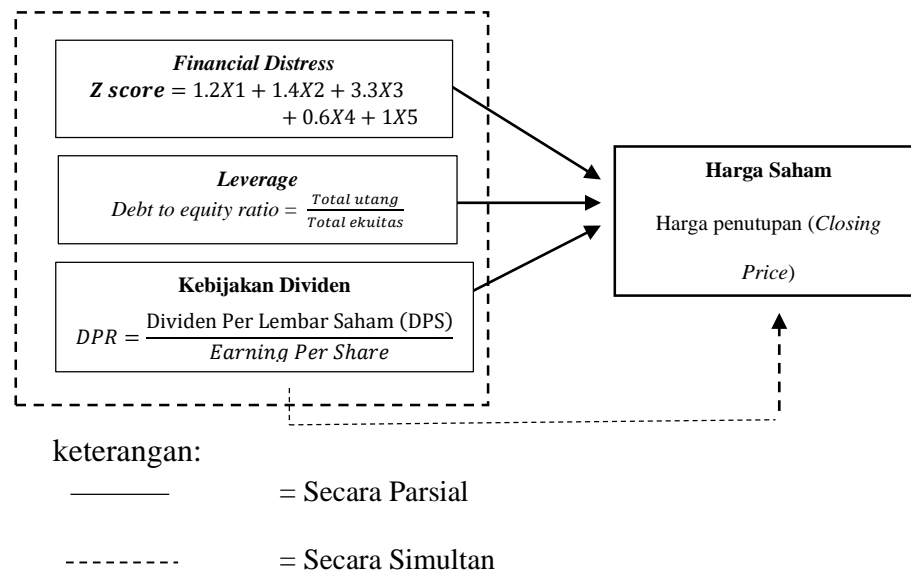 Financial Distress
Z score = 1.2X1 + 1.4X2 + 3.3X3
+ 0.6X4 + 1X5
Leverage
Debt to equity ratio = Total utang / Total ekuitas
Kebijakan Dividen
DPR = Dividen Per Lembar Saham (DPS) / Earning Per Share
Harga Saham
Harga penutupan (Closing
Price)
keterangan:
= Secara Parsial
= Secara Simultan